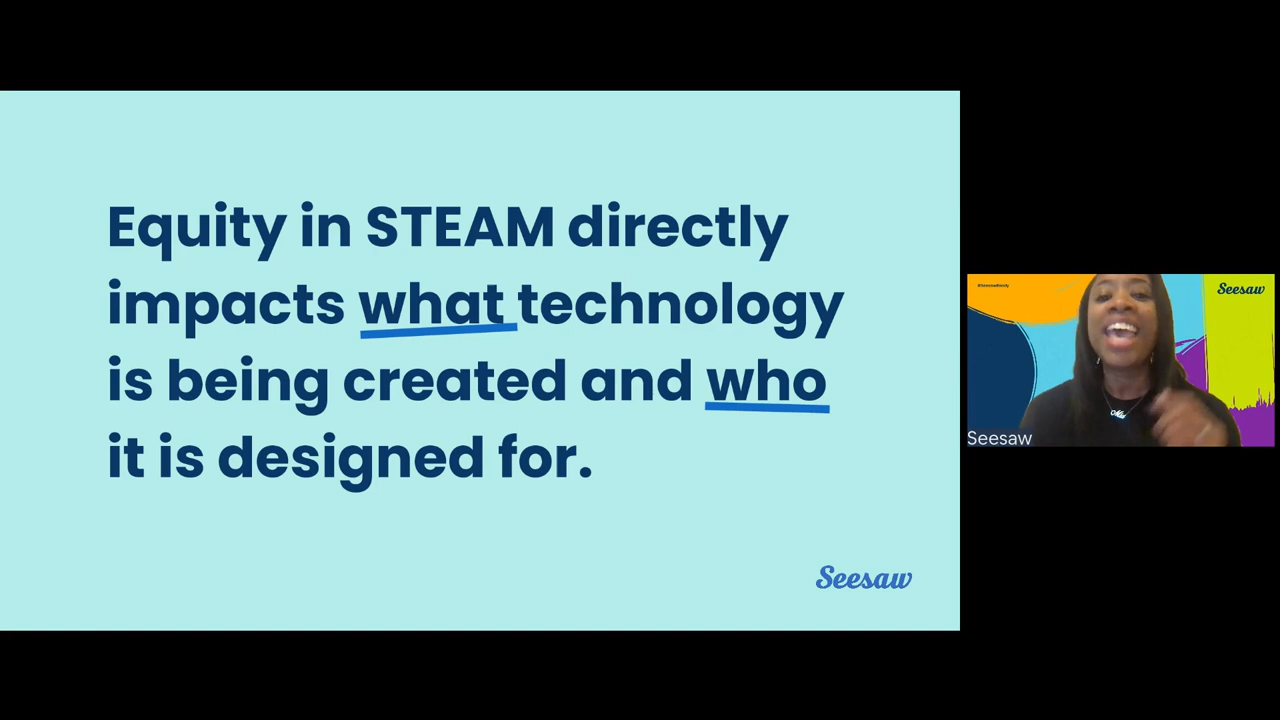 Equity in STEAM directly
impacts what technology
is being created and who
it is designed for.
Seesaw
Seesaw
Seesaw